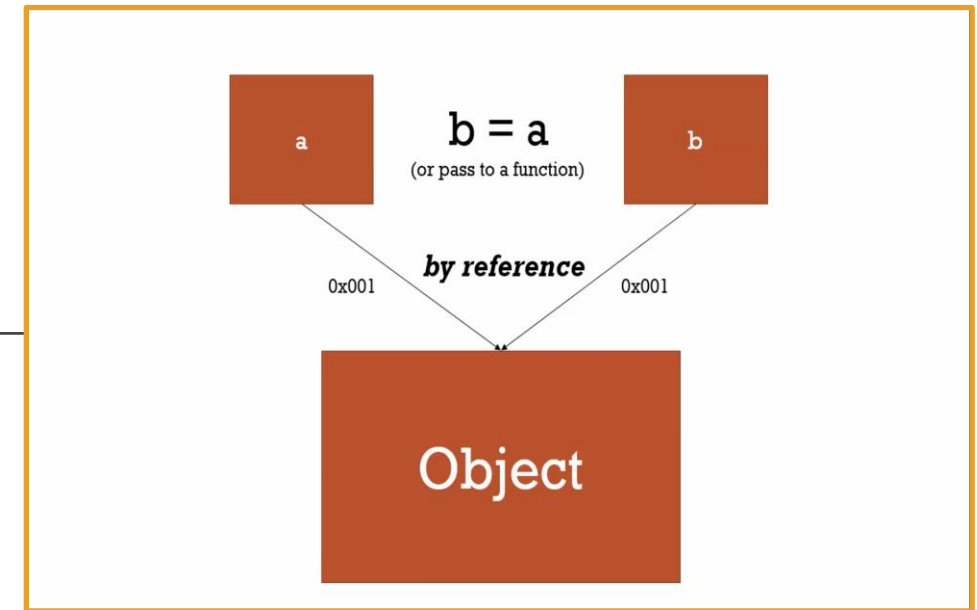 a
b = a
b
(or pass to a function)
by reference
0x001
0x001
Object